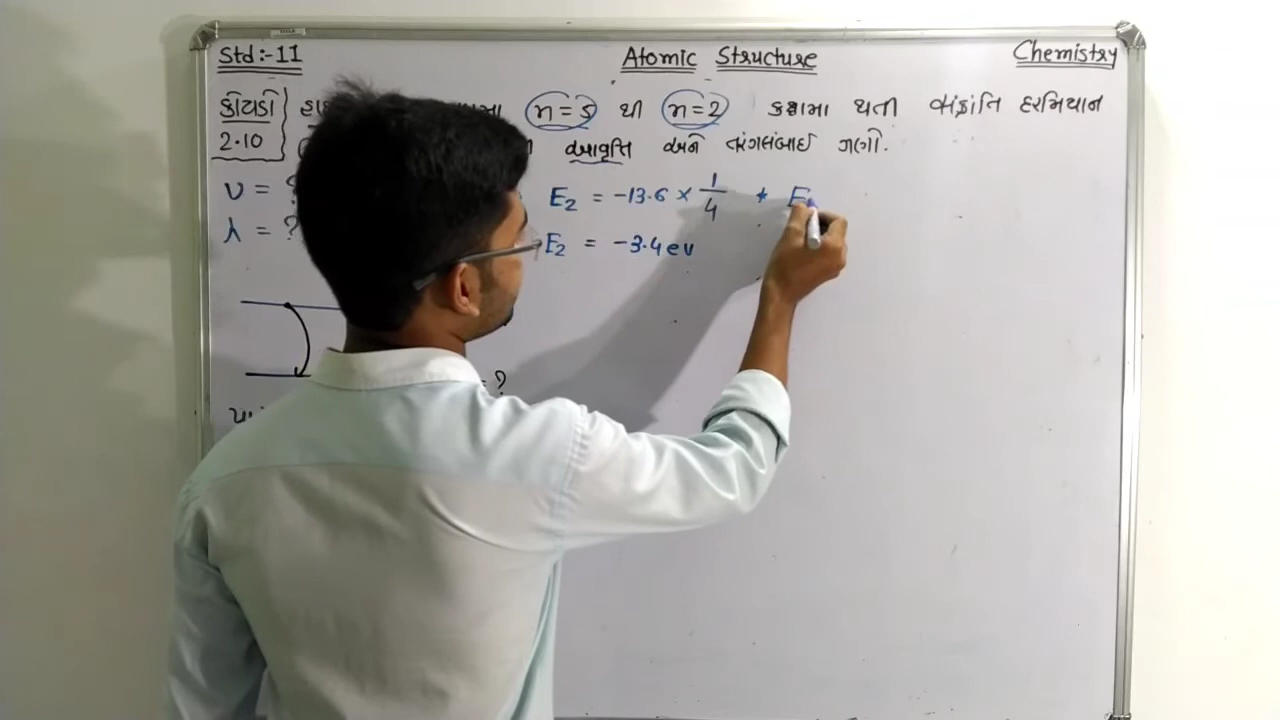 Std:-11 Atomic Structure Chemistry
કોયડો n=5 થી n=2 કક્ષામાં થતી સંક્રાંતિ દરમિયાન
2.10 આવૃત્તિ અને તરંગલંબાઈ ગણો.
ν = ? E₂ = -13.6 × 1/4 * E
λ = ? E₂ = -3.4 ev
= ?